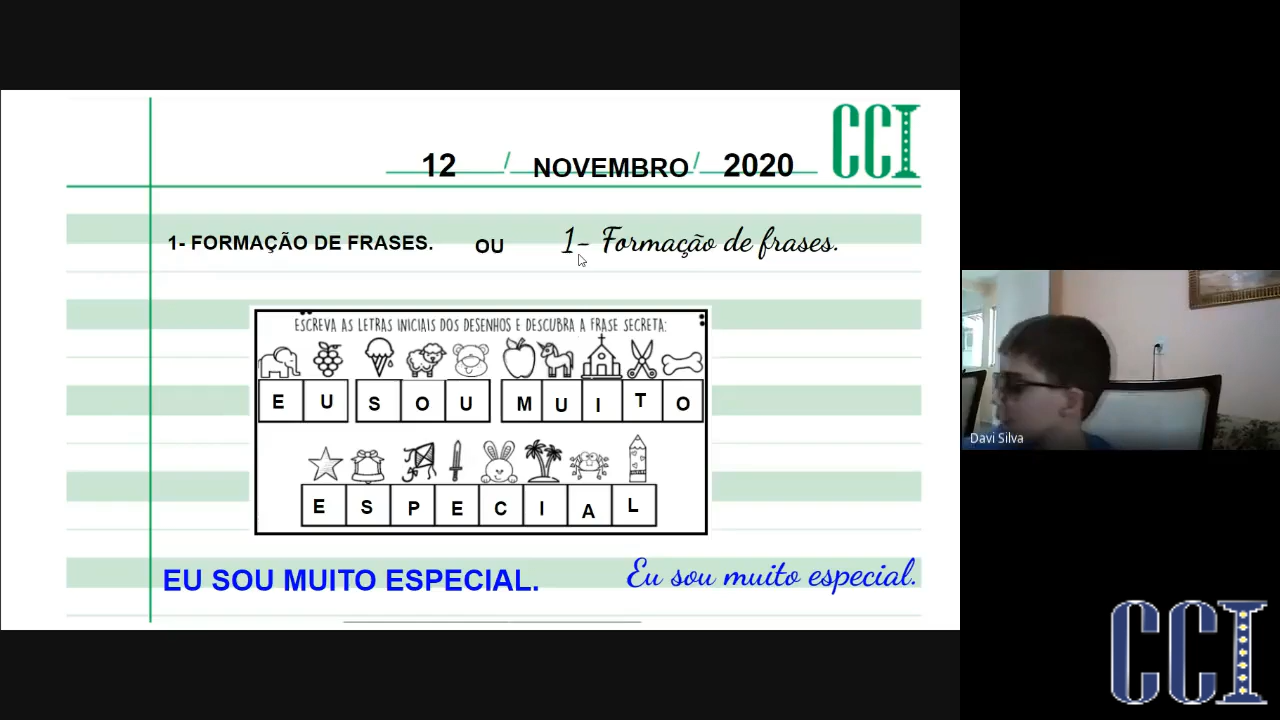 CCI
12 / NOVEMBRO / 2020
1- FORMAÇÃO DE FRASES. OU 1- Formação de frases.
ESCREVA AS LETRAS INICIAIS DOS DESENHOS E DESCUBRA A FRASE SECRETA:
E U S O U M U I T O
E S P E C I A L
EU SOU MUITO ESPECIAL. Eu sou muito especial.
Davi Silva
CCI